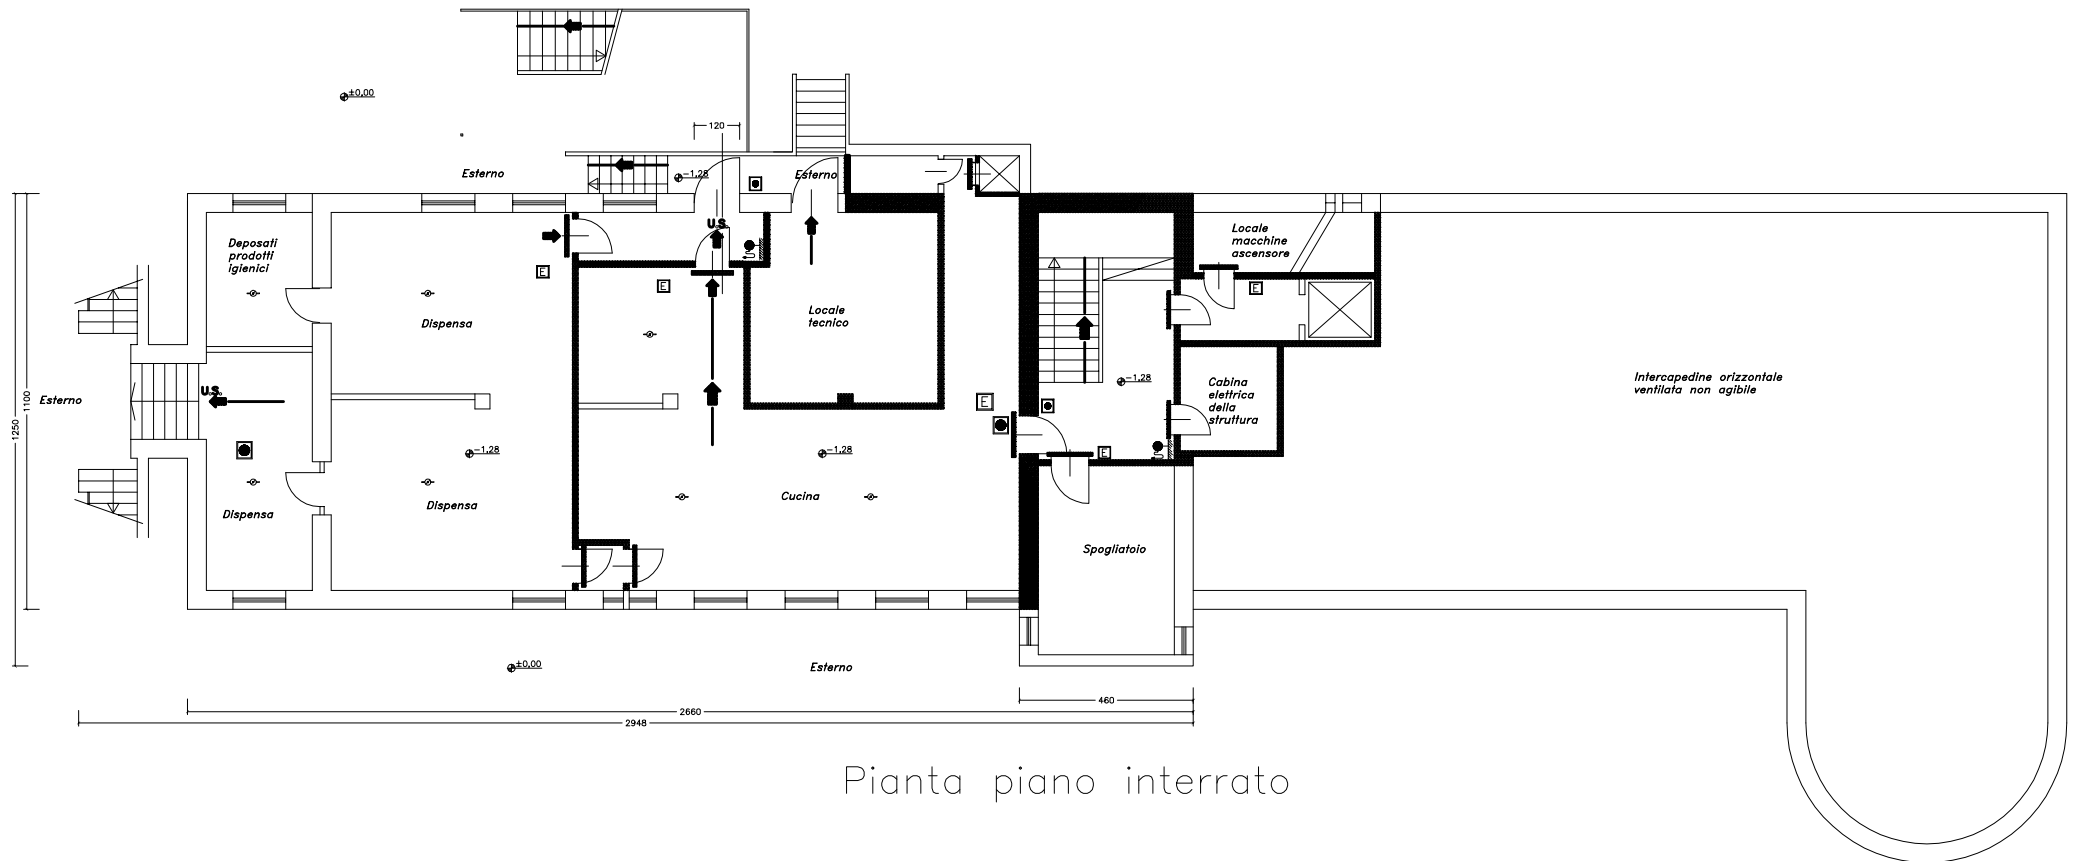 ±0,00
120
Esterno
-1,28
Esterno
U.S.
Deposati
prodotti
igienici
E
E
Dispensa
Locale
tecnico
Locale
macchine
ascensore
E
Esterno
U.S.
1100
1250
-1,28
Cabina
elettrica
della
struttura
Intercapedine orizzontale
ventilata non agibile
E
E
-1,28
-1,28
Dispensa
Dispensa
Cucina
Spogliatoio
±0,00
Esterno
460
2660
2948
Pianta piano interrato